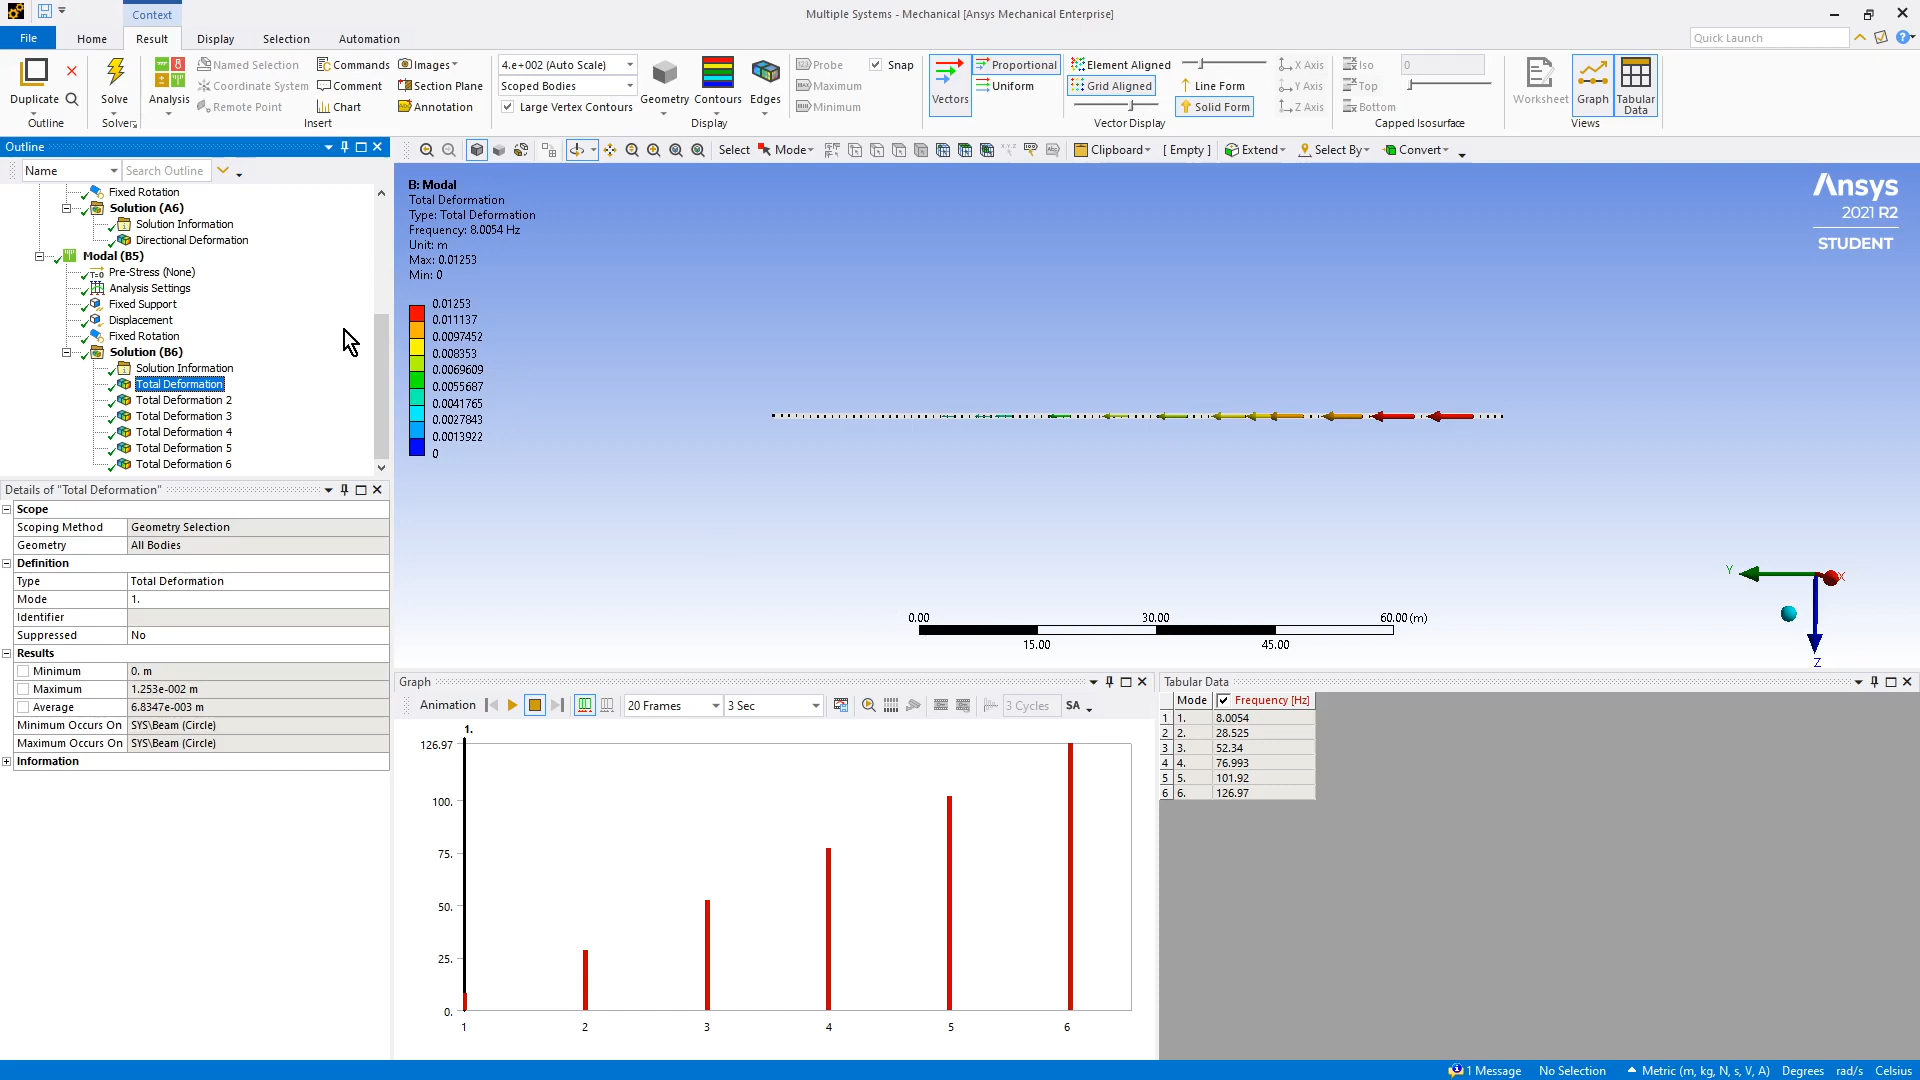 Context
Multiple Systems - Mechanical [Ansys Mechanical Enterprise]
File
Home
Result
Display
Selection
Automation
Quick Launch
Duplicate
Outline
Solve
Solver
Analysis
Named Selection
Coordinate System
Remote Point
Commands
Comment
Chart
Images
Section Plane
Annotation
Insert
4.e+002 (Auto Scale)
Scoped Bodies
Large Vertex Contours
Geometry
Contours
Edges
Display
Probe
Maximum
Minimum
Snap
Vectors
Proportional
Uniform
Element Aligned
Grid Aligned
Line Form
Solid Form
X Axis
Y Axis
Z Axis
Vector Display
Iso
Top
Bottom
0
Capped Isosurface
Worksheet
Graph
Tabular Data
Views
Outline
Name
Search Outline
Select
Mode
Clipboard
[ Empty ]
Extend
Select By
Convert
Fixed Rotation
Solution (A6)
Solution Information
Directional Deformation
Modal (B5)
Pre-Stress (None)
Analysis Settings
Fixed Support
Displacement
Fixed Rotation
Solution (B6)
Solution Information
Total Deformation
Total Deformation 2
Total Deformation 3
Total Deformation 4
Total Deformation 5
Total Deformation 6
B: Modal
Total Deformation
Type: Total Deformation
Frequency: 8.0054 Hz
Unit: m
Max: 0.01253
Min: 0
0.01253
0.011137
0.0097452
0.008353
0.0069609
0.0055687
0.0041765
0.0027843
0.0013922
0
Ansys
2021 R2
STUDENT
0.00
30.00
60.00 (m)
15.00
45.00
Y
X
Z
Details of "Total Deformation"
Scope
Scoping Method
Geometry Selection
Geometry
All Bodies
Definition
Type
Total Deformation
Mode
1.
Identifier
Suppressed
No
Results
Minimum
0. m
Maximum
1.253e-002 m
Average
6.8347e-003 m
Minimum Occurs On
SYS\Beam (Circle)
Maximum Occurs On
SYS\Beam (Circle)
Information
Graph
Animation
20 Frames
3 Sec
3 Cycles
SA
1.
126.97
100.
75.
50.
25.
0.
1
2
3
4
5
6
Tabular Data
Mode
Frequency [Hz]
1 1. 8.0054
2 2. 28.525
3 3. 52.34
4 4. 76.993
5 5. 101.92
6 6. 126.97
1 Message
No Selection
Metric (m, kg, N, s, V, A)
Degrees
rad/s
Celsius